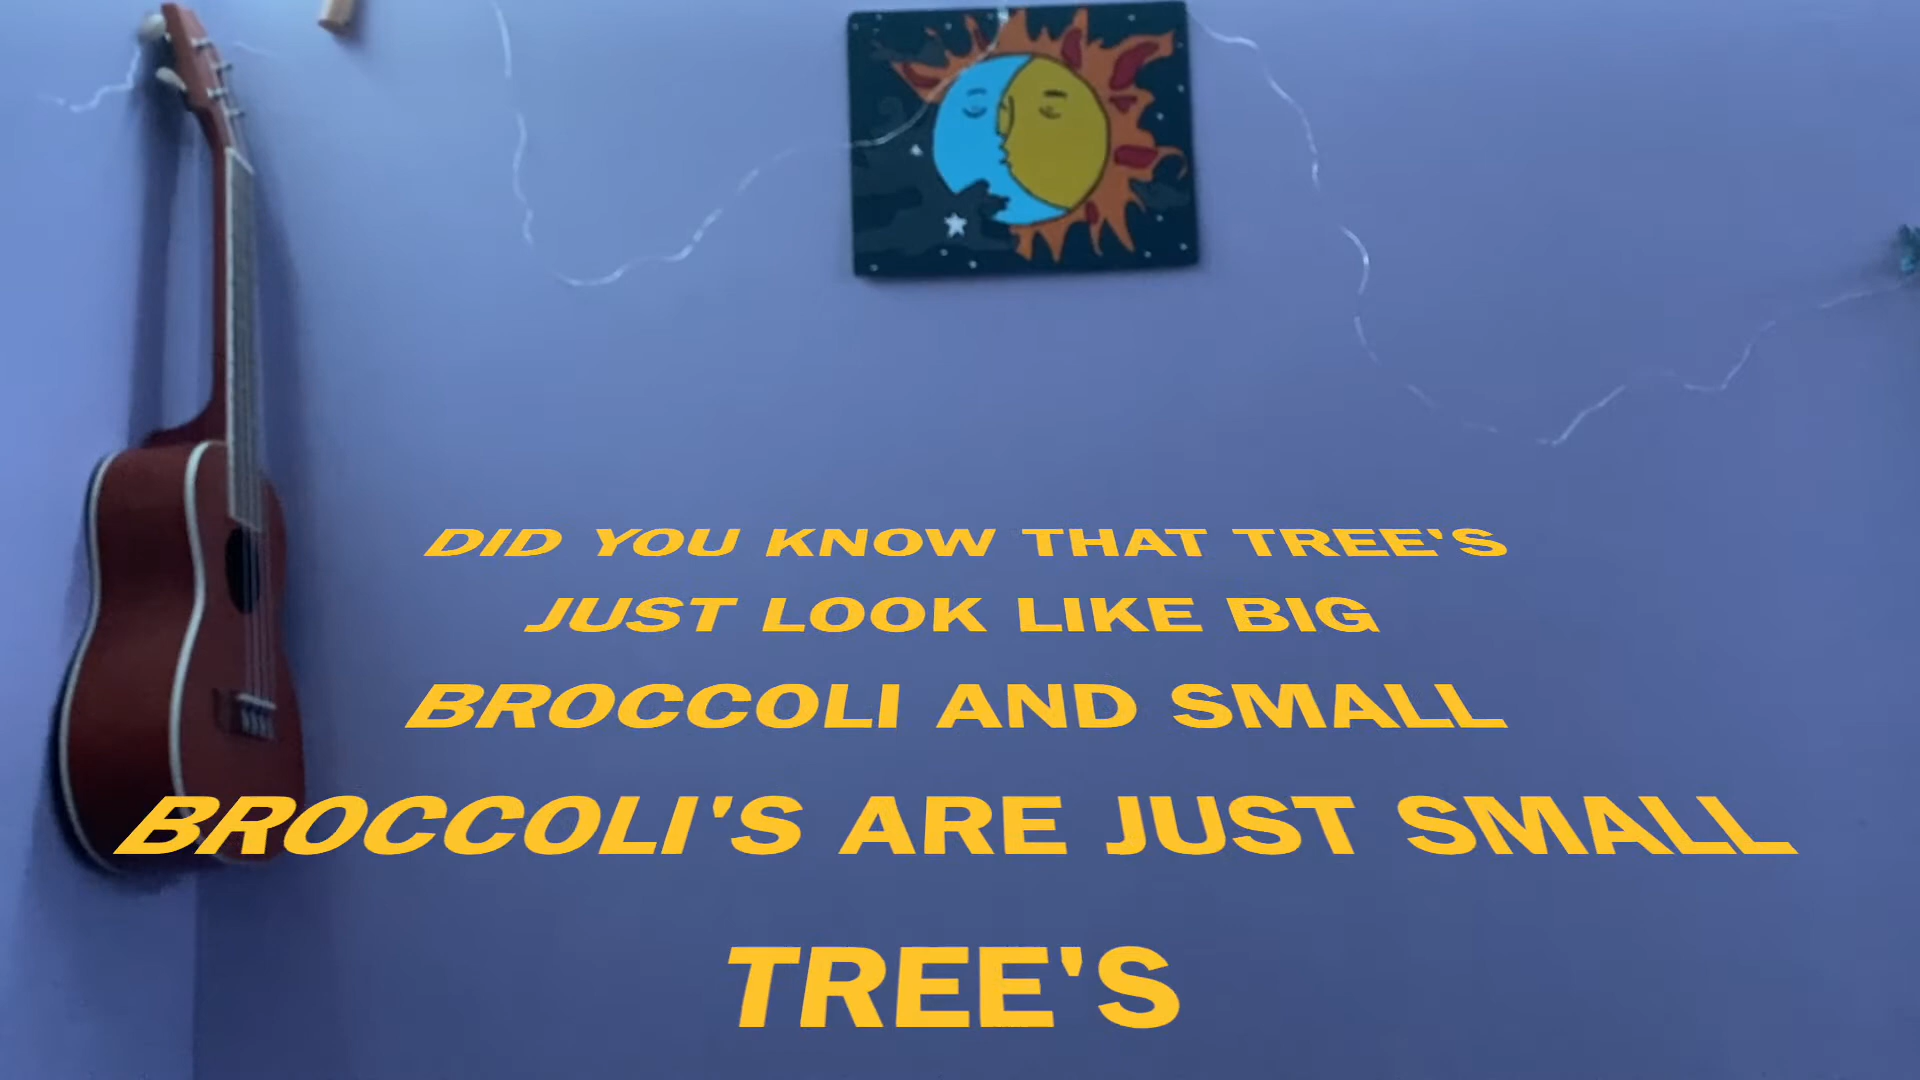 DID YOU KNOW THAT TREE'S
JUST LOOK LIKE BIG
BROCCOLI AND SMALL
BROCCOLI'S ARE JUST SMALL
TREE'S